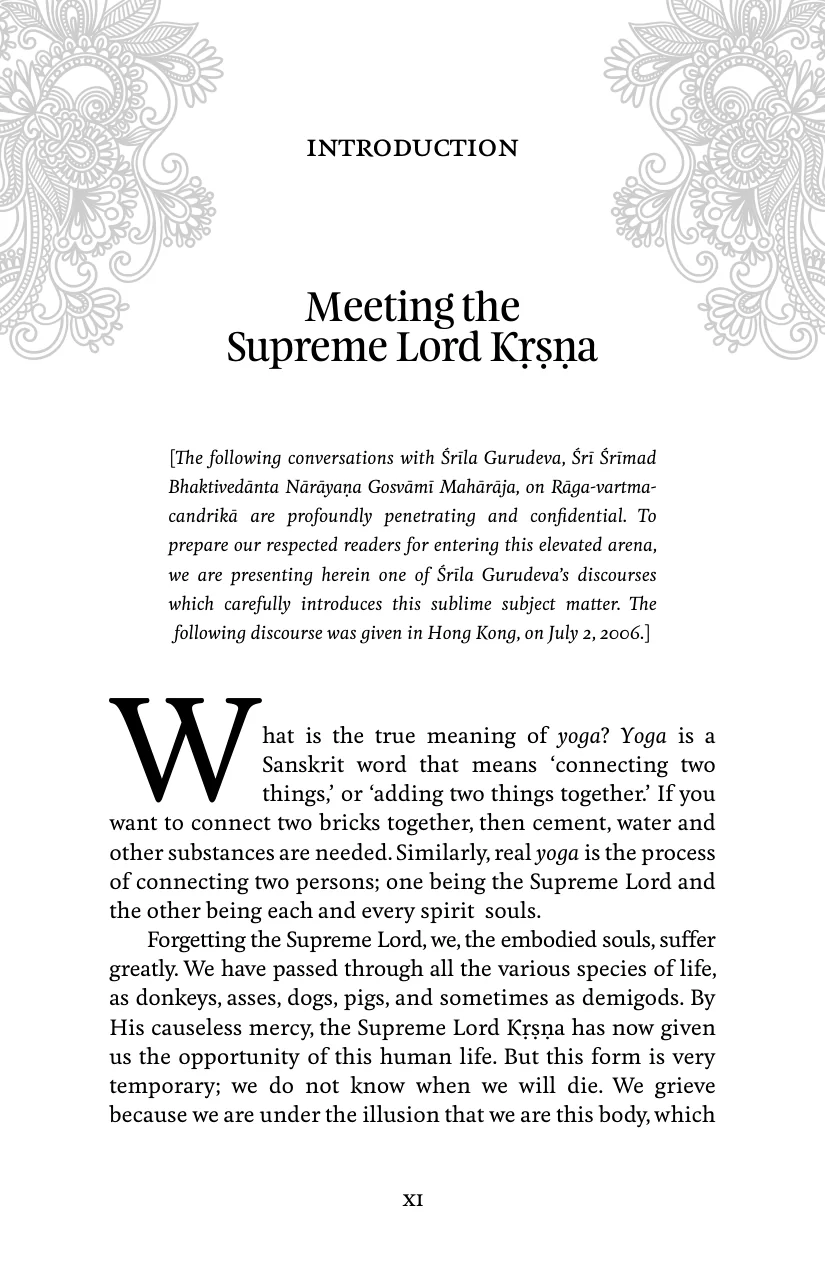 INTRODUCTION
Meeting the
Supreme Lord Kṛṣṇa
[The following conversations with Śrīla Gurudeva, Śrī Śrīmad
Bhaktivedānta Nārāyaṇa Gosvāmī Mahārāja, on Rāga-vartma-
candrikā are profoundly penetrating and confidential. To
prepare our respected readers for entering this elevated arena,
we are presenting herein one of Śrīla Gurudeva’s discourses
which carefully introduces this sublime subject matter. The
following discourse was given in Hong Kong, on July 2, 2006.]
What is the true meaning of yoga? Yoga is a
Sanskrit word that means ‘connecting two
things,’ or ‘adding two things together.’ If you
want to connect two bricks together, then cement, water and
other substances are needed. Similarly, real yoga is the process
of connecting two persons; one being the Supreme Lord and
the other being each and every spirit souls.
Forgetting the Supreme Lord, we, the embodied souls, suffer
greatly. We have passed through all the various species of life,
as donkeys, asses, dogs, pigs, and sometimes as demigods. By
His causeless mercy, the Supreme Lord Kṛṣṇa has now given
us the opportunity of this human life. But this form is very
temporary; we do not know when we will die. We grieve
because we are under the illusion that we are this body, which
XI